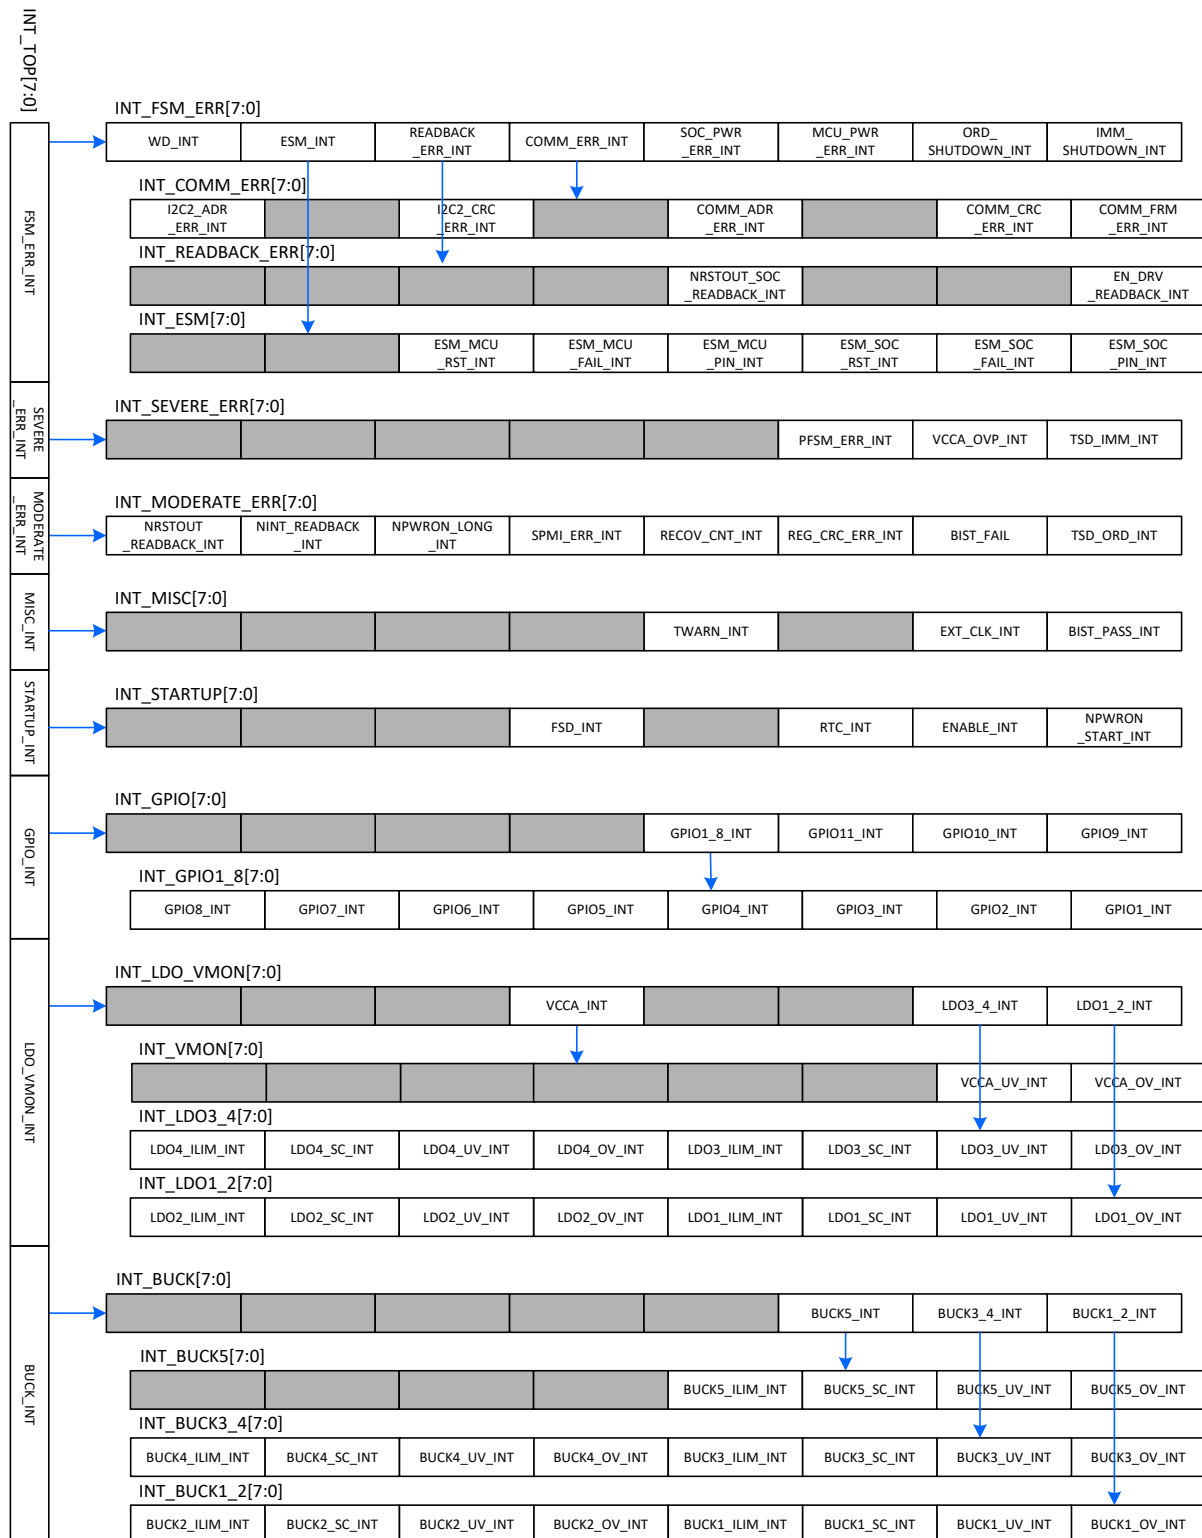 INT_TOP[7:0]
INT_FSM_ERR[7:0]
FSM_ERR_INT
WD_INT
ESM_INT
READBACK
_ERR_INT
COMM_ERR_INT
SOC_PWR
_ERR_INT
MCU_PWR
_ERR_INT
ORD_
SHUTDOWN_INT
IMM_
SHUTDOWN_INT
INT_COMM_ERR[7:0]
I2C2_ADR
_ERR_INT
I2C2_CRC
_ERR_INT
COMM_ADR
_ERR_INT
COMM_CRC
_ERR_INT
COMM_FRM
_ERR_INT
INT_READBACK_ERR[7:0]
NRSTOUT_SOC
_READBACK_INT
EN_DRV
_READBACK_INT
INT_ESM[7:0]
ESM_MCU
_RST_INT
ESM_MCU
_FAIL_INT
ESM_MCU
_PIN_INT
ESM_SOC
_RST_INT
ESM_SOC
_FAIL_INT
ESM_SOC
_PIN_INT
SEVERE
_ERR_INT
INT_SEVERE_ERR[7:0]
PFSM_ERR_INT
VCCA_OVP_INT
TSD_IMM_INT
MODERATE
_ERR_INT
INT_MODERATE_ERR[7:0]
NRSTOUT
_READBACK_INT
NINT_READBACK
_INT
NPWRON_LONG
_INT
SPMI_ERR_INT
RECOV_CNT_INT
REG_CRC_ERR_INT
BIST_FAIL
TSD_ORD_INT
MISC_INT
INT_MISC[7:0]
TWARN_INT
EXT_CLK_INT
BIST_PASS_INT
STARTUP_INT
INT_STARTUP[7:0]
FSD_INT
RTC_INT
ENABLE_INT
NPWRON
_START_INT
GPIO_INT
INT_GPIO[7:0]
GPIO1_8_INT
GPIO11_INT
GPIO10_INT
GPIO9_INT
INT_GPIO1_8[7:0]
GPIO8_INT
GPIO7_INT
GPIO6_INT
GPIO5_INT
GPIO4_INT
GPIO3_INT
GPIO2_INT
GPIO1_INT
LDO_VMON_INT
INT_LDO_VMON[7:0]
VCCA_INT
LDO3_4_INT
LDO1_2_INT
INT_VMON[7:0]
VCCA_UV_INT
VCCA_OV_INT
INT_LDO3_4[7:0]
LDO4_ILIM_INT
LDO4_SC_INT
LDO4_UV_INT
LDO4_OV_INT
LDO3_ILIM_INT
LDO3_SC_INT
LDO3_UV_INT
LDO3_OV_INT
INT_LDO1_2[7:0]
LDO2_ILIM_INT
LDO2_SC_INT
LDO2_UV_INT
LDO2_OV_INT
LDO1_ILIM_INT
LDO1_SC_INT
LDO1_UV_INT
LDO1_OV_INT
BUCK_INT
INT_BUCK[7:0]
BUCK5_INT
BUCK3_4_INT
BUCK1_2_INT
INT_BUCK5[7:0]
BUCK5_ILIM_INT
BUCK5_SC_INT
BUCK5_UV_INT
BUCK5_OV_INT
INT_BUCK3_4[7:0]
BUCK4_ILIM_INT
BUCK4_SC_INT
BUCK4_UV_INT
BUCK4_OV_INT
BUCK3_ILIM_INT
BUCK3_SC_INT
BUCK3_UV_INT
BUCK3_OV_INT
INT_BUCK1_2[7:0]
BUCK2_ILIM_INT
BUCK2_SC_INT
BUCK2_UV_INT
BUCK2_OV_INT
BUCK1_ILIM_INT
BUCK1_SC_INT
BUCK1_UV_INT
BUCK1_OV_INT